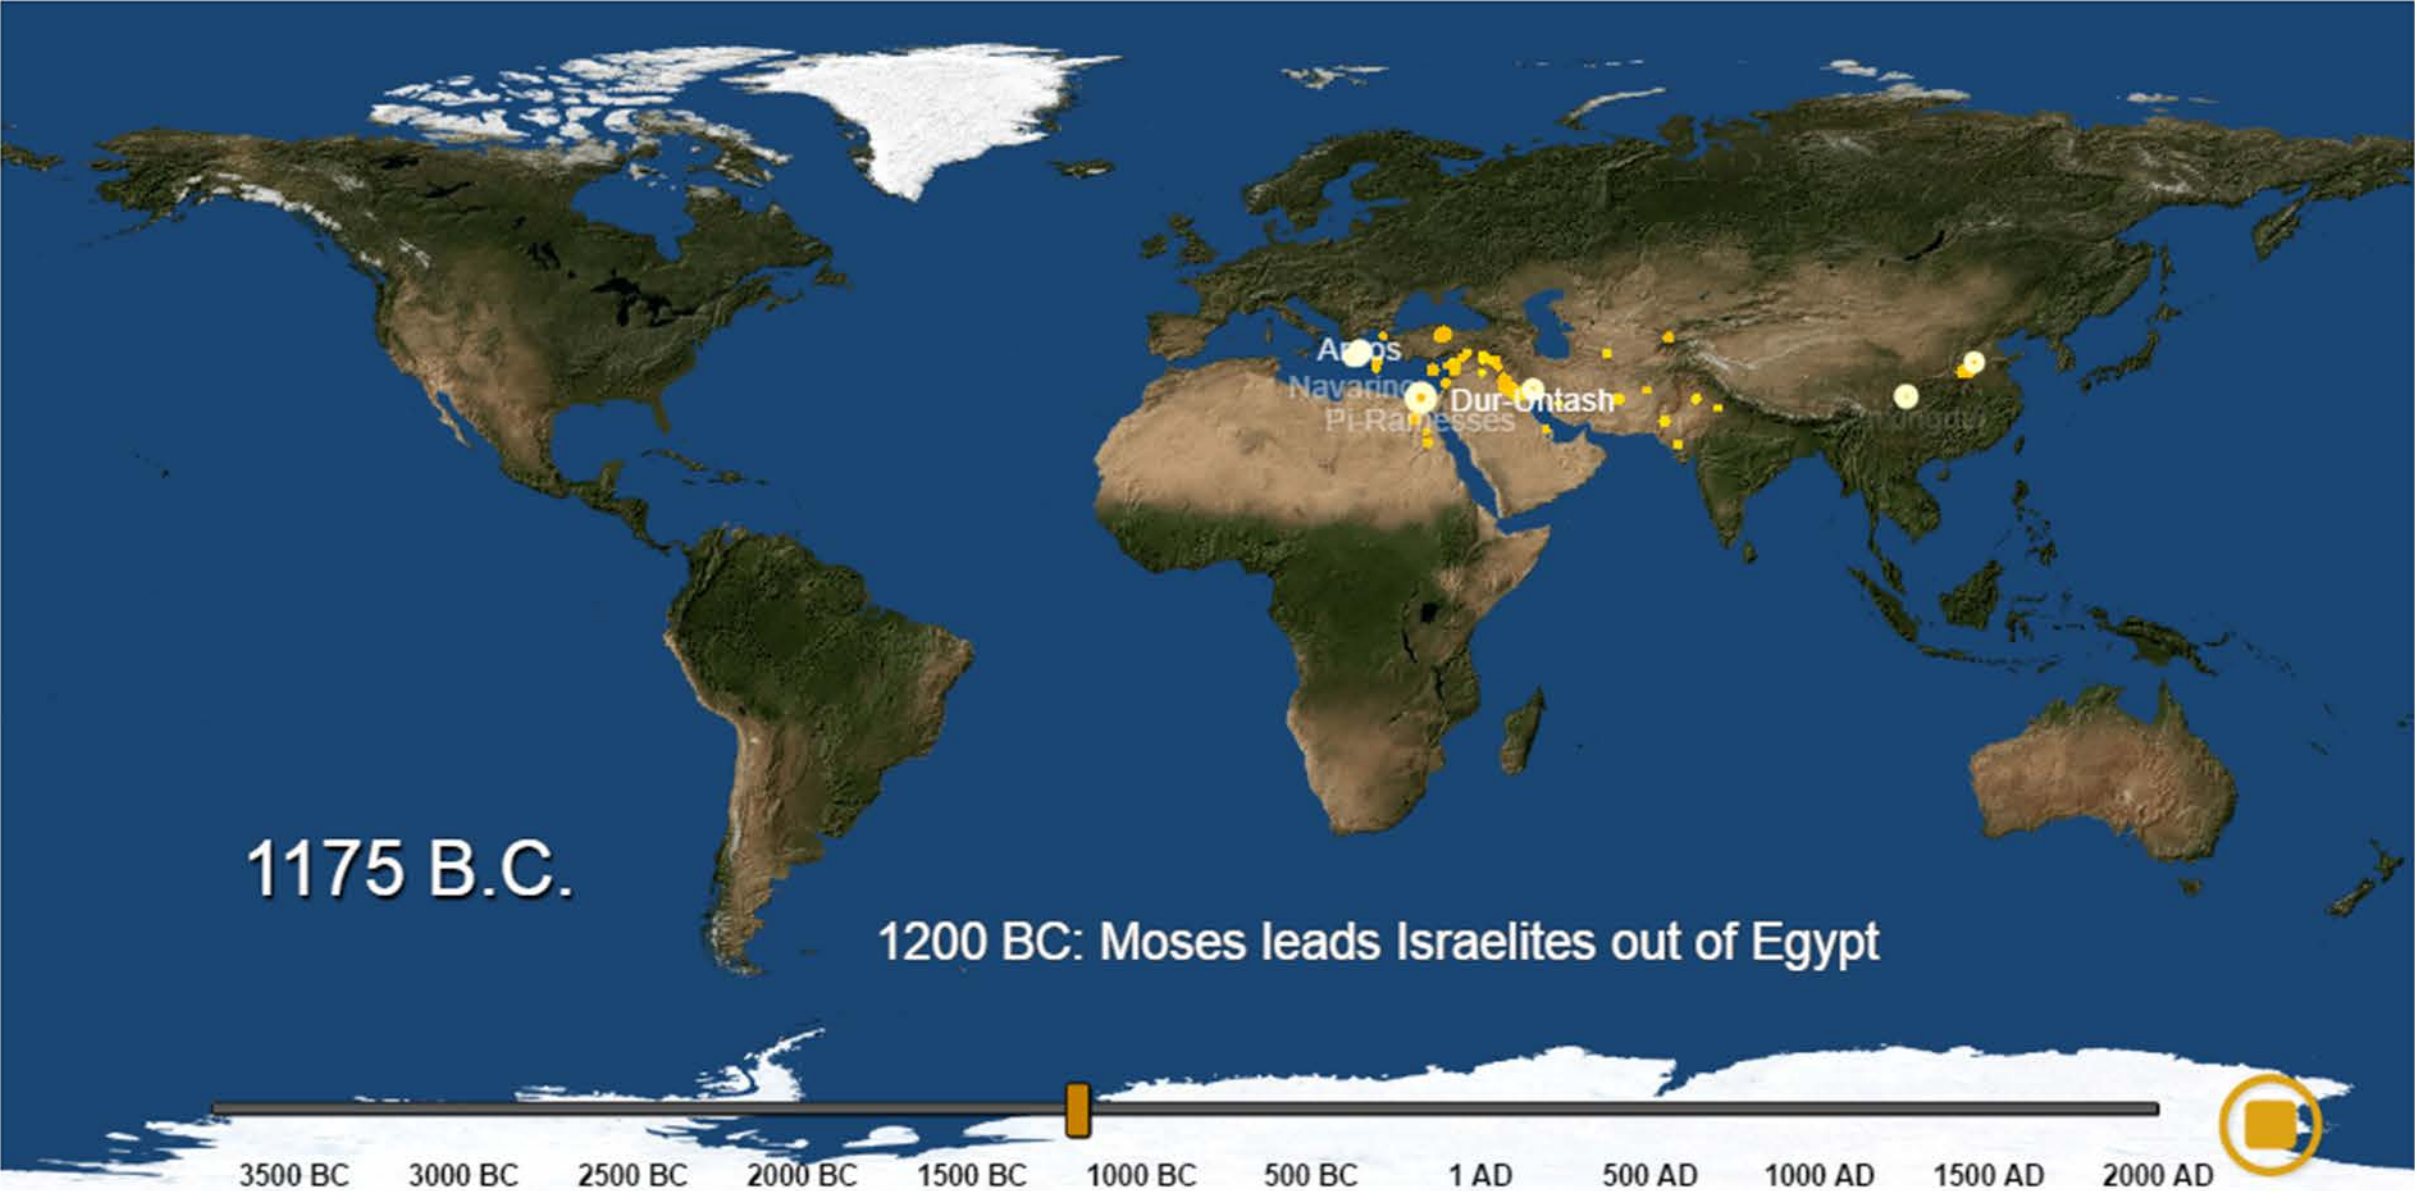 Argos
Navarino
Dur-Untash
Pi-Ramesses
1175 B.C.
1200 BC: Moses leads Israelites out of Egypt
3500 BC 3000 BC 2500 BC 2000 BC 1500 BC 1000 BC 500 BC 1 AD 500 AD 1000 AD 1500 AD 2000 AD